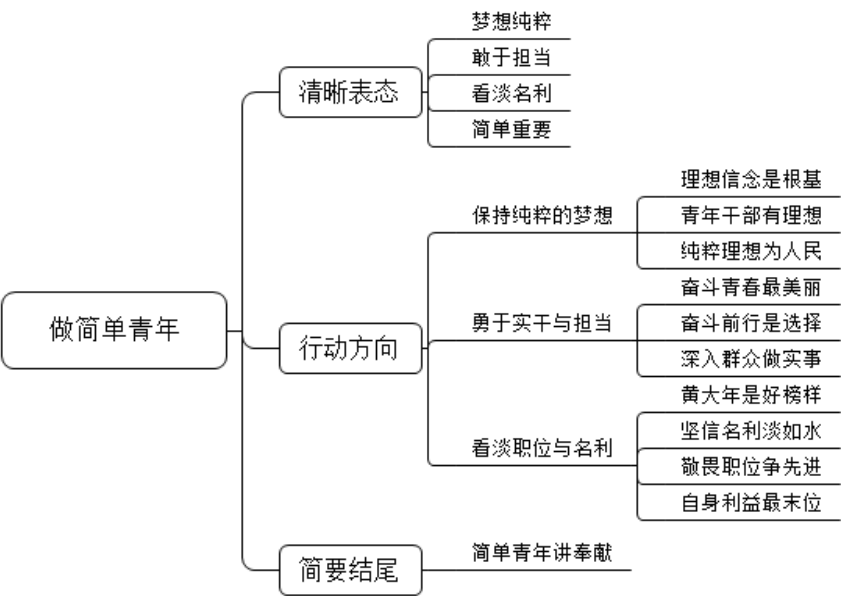 做简单青年
清晰表态
梦想纯粹
敢于担当
看淡名利
简单重要
行动方向
保持纯粹的梦想
理想信念是根基
青年干部有理想
纯粹理想为人民
勇于实干与担当
奋斗青春最美丽
奋斗前行是选择
深入群众做实事
看淡职位与名利
黄大年是好榜样
坚信名利淡如水
敬畏职位争先进
自身利益最末位
简要结尾
简单青年讲奉献